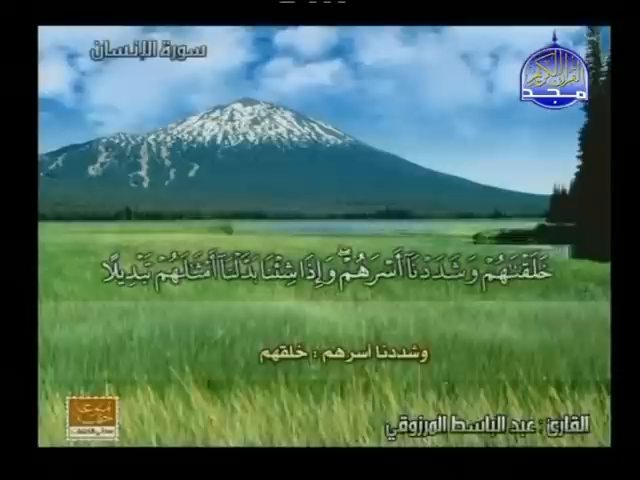 سورة الإنسان
القرآن الكريم
مجد
خَلَقْنَٰهُمْ وَشَدَدْنَآ أَسْرَهُمْ ۖ وَإِذَا شِئْنَا بَدَّلْنَآ أَمْثَٰلَهُمْ تَبْدِيلًا
وشددنا أسرهم : خلقهم
القارئ : عبد الباسط المرزوقي